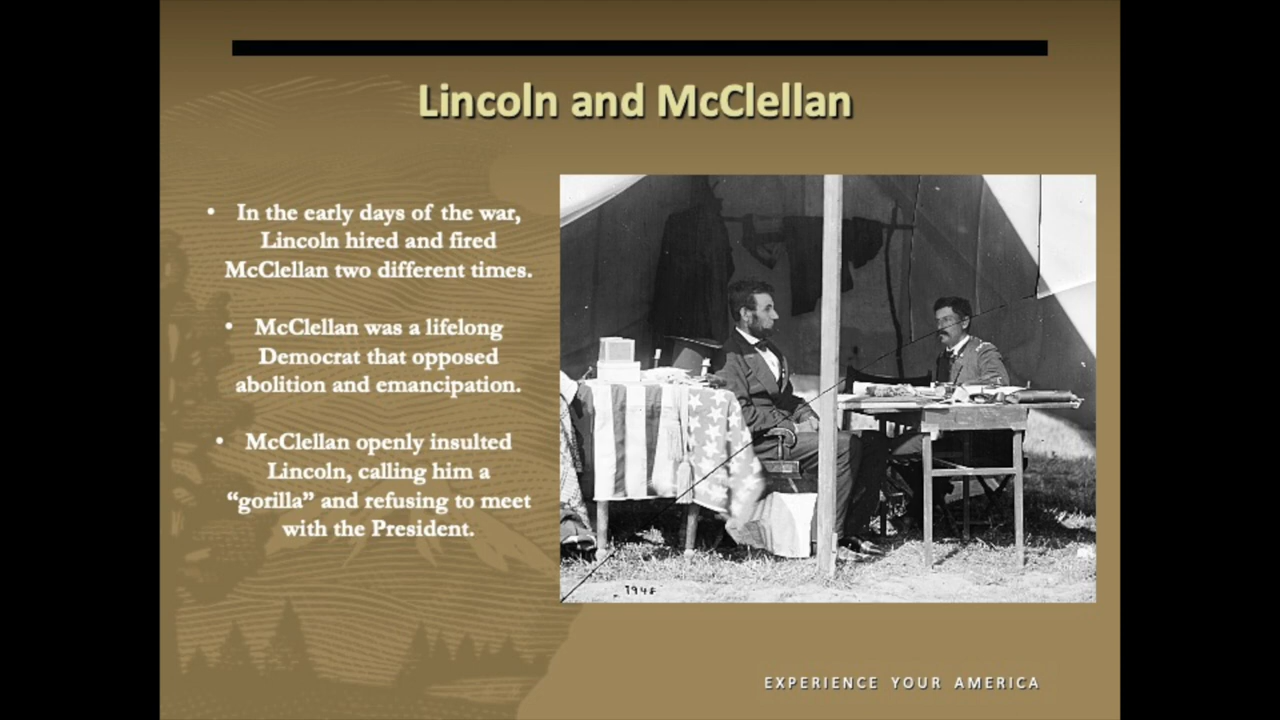 Lincoln and McClellan
• In the early days of the war,
Lincoln hired and fired
McClellan two different times.
• McClellan was a lifelong
Democrat that opposed
abolition and emancipation.
• McClellan openly insulted
Lincoln, calling him a
“gorilla” and refusing to meet
with the President.
EXPERIENCE YOUR AMERICA